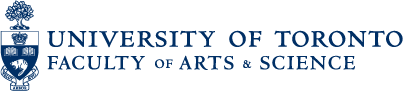 UNIVERSITY OF TORONTO
FACULTY OF ARTS & SCIENCE